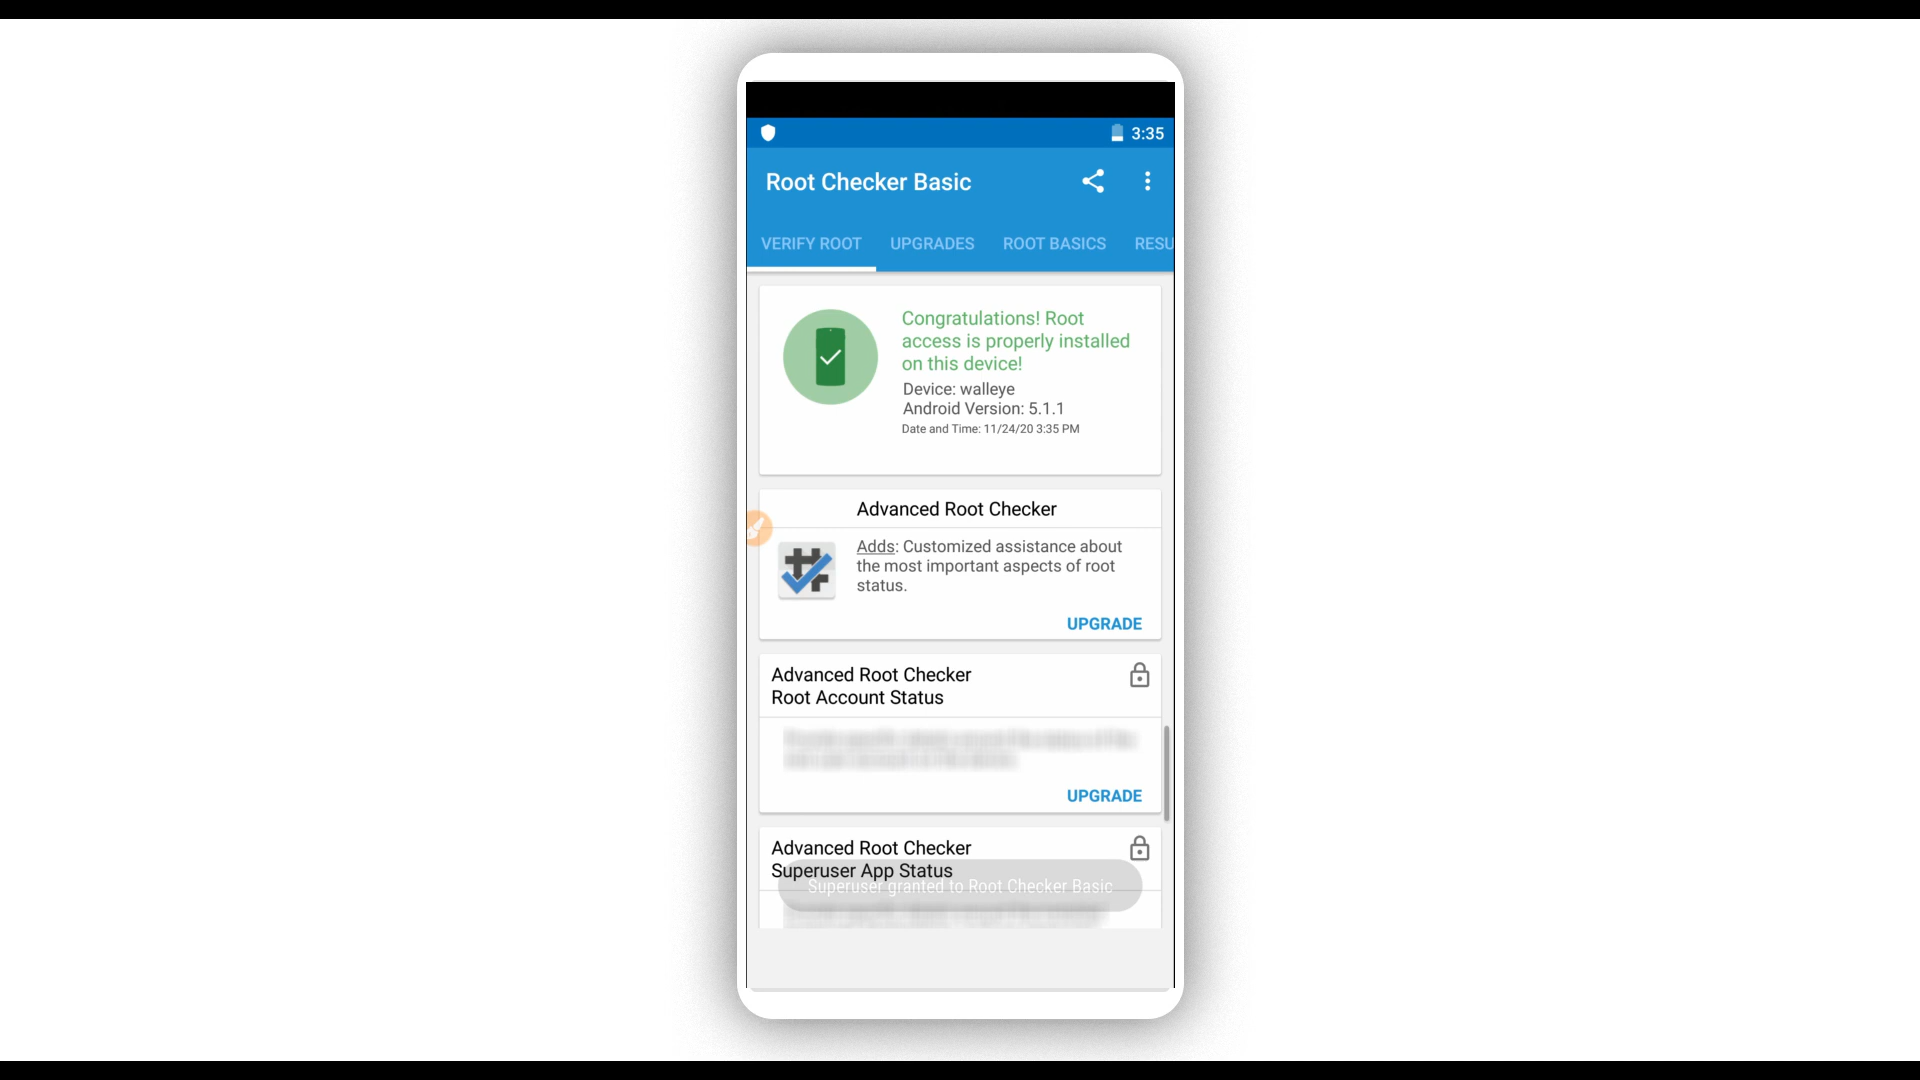 3:35
Root Checker Basic
VERIFY ROOT UPGRADES ROOT BASICS RESU
Congratulations! Root
access is properly installed
on this device!
Device: walleye
Android Version: 5.1.1
Date and Time: 11/24/20 3:35 PM
Advanced Root Checker
Adds: Customized assistance about
the most important aspects of root
status.
UPGRADE
Advanced Root Checker
Root Account Status
UPGRADE
Advanced Root Checker
Superuser App Status
Superuser granted to Root Checker Basic